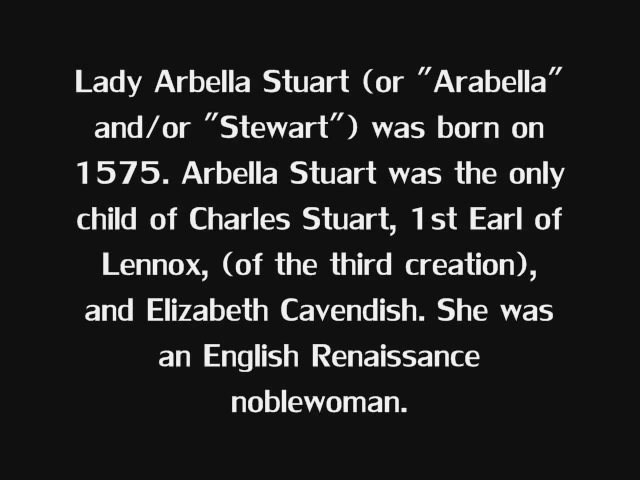 Lady Arbella Stuart (or "Arabella"
and/or "Stewart") was born on
1575. Arbella Stuart was the only
child of Charles Stuart, 1st Earl of
Lennox, (of the third creation),
and Elizabeth Cavendish. She was
an English Renaissance
noblewoman.